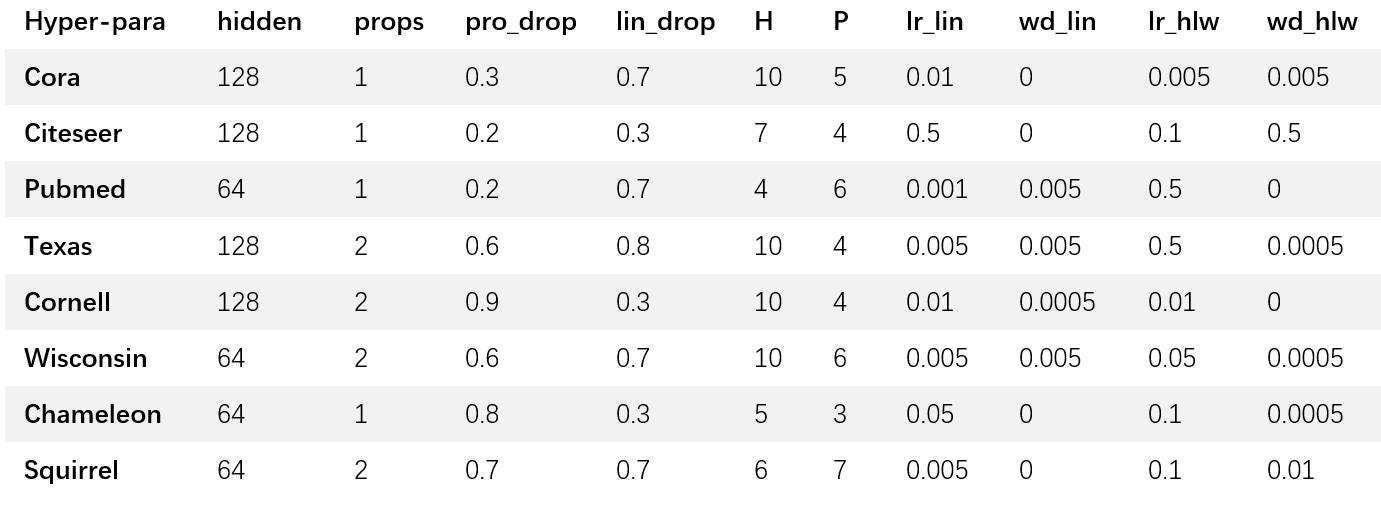 Hyper-para hidden props pro_drop lin_drop H P lr_lin wd_lin lr_hlw wd_hlw
Cora 128 1 0.3 0.7 10 5 0.01 0 0.005 0.005
Citeseer 128 1 0.2 0.3 7 4 0.5 0 0.1 0.5
Pubmed 64 1 0.2 0.7 4 6 0.001 0.005 0.5 0
Texas 128 2 0.6 0.8 10 4 0.005 0.005 0.5 0.0005
Cornell 128 2 0.9 0.3 10 4 0.01 0.0005 0.01 0
Wisconsin 64 2 0.6 0.7 10 6 0.005 0.005 0.05 0.0005
Chameleon 64 1 0.8 0.3 5 3 0.05 0 0.1 0.0005
Squirrel 64 2 0.7 0.7 6 7 0.005 0 0.1 0.01